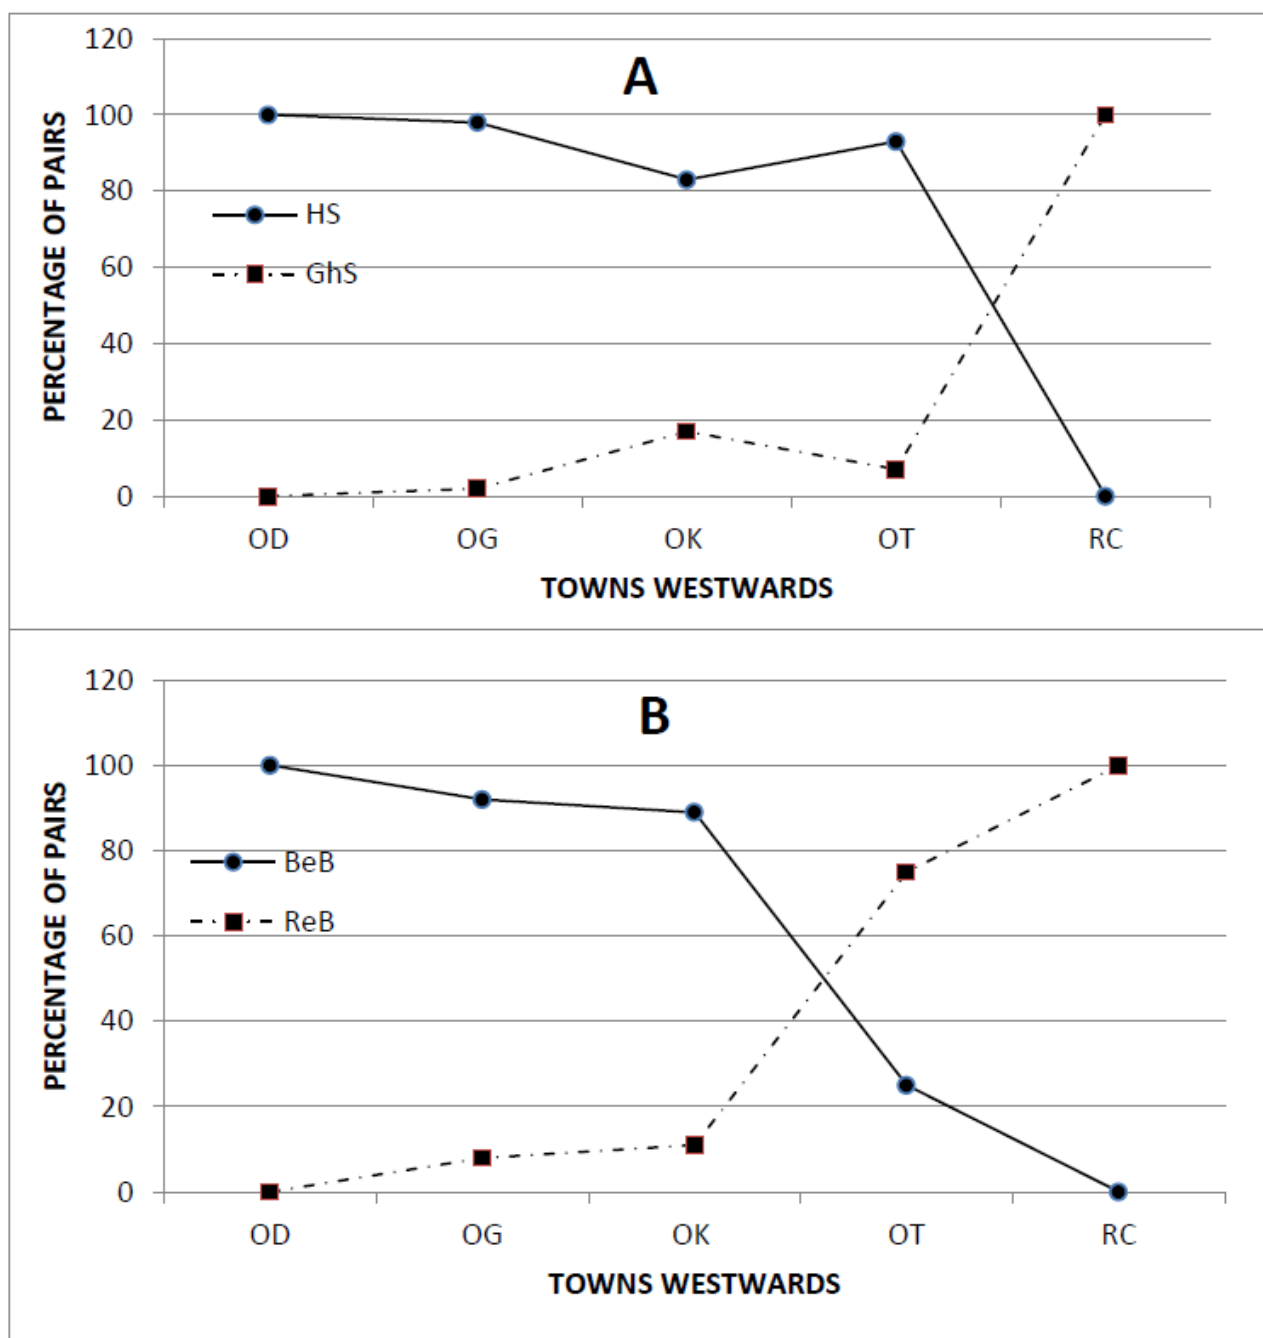 A
PERCENTAGE OF PAIRS
120
100
80
60
40
20
0
HS
GhS
OD OG OK OT RC
TOWNS WESTWARDS
B
PERCENTAGE OF PAIRS
120
100
80
60
40
20
0
BeB
ReB
OD OG OK OT RC
TOWNS WESTWARDS